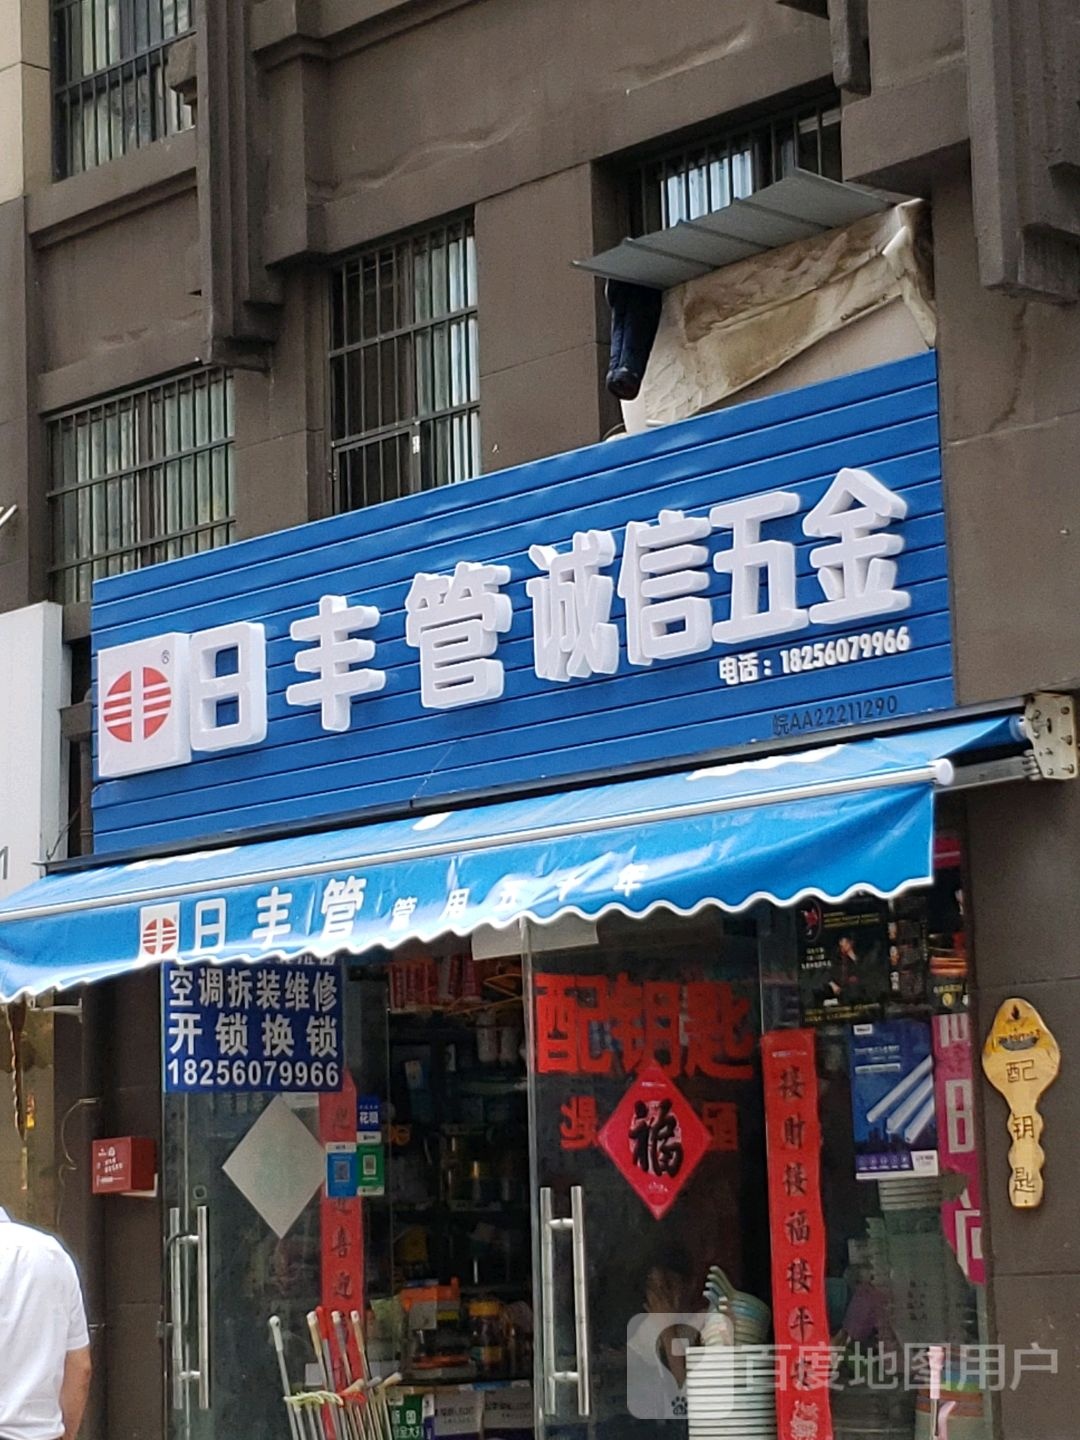 日丰管 诚信五金
电话：18256079966
皖AA22211290
日丰管 管用五十年
空调拆装维修
开锁换锁
18256079966
配钥匙
福
接财接福接平
花呗
配钥匙
百度地图用户